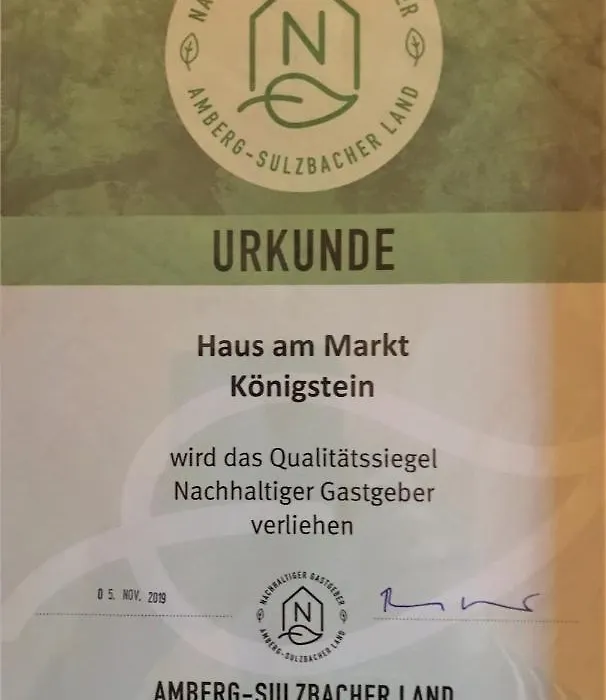 N
AMBERG-SULZBACHER LAND
URKUNDE
Haus am Markt
Königstein
wird das Qualitätssiegel
Nachhaltiger Gastgeber
verliehen
05. NOV. 2019
NACHHALTIGER GASTGEBER
N
AMBERG-SULZBACHER LAND
AMBERG-SULZBACHER LAND